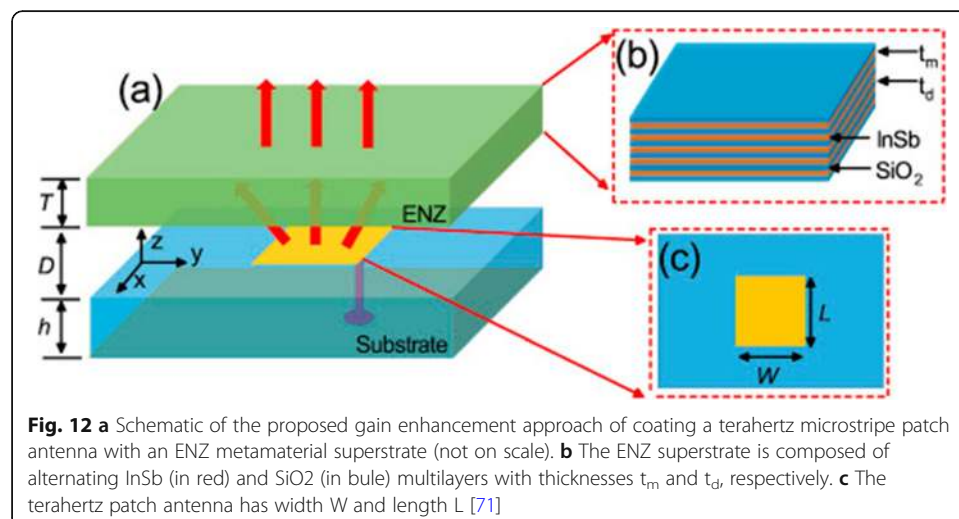 (a)
T
D
h
z
y
x
ENZ
Substrate
(b)
tm
td
InSb
SiO2
(c)
L
W
Fig. 12 a Schematic of the proposed gain enhancement approach of coating a terahertz microstripe patch
antenna with an ENZ metamaterial superstrate (not on scale). b The ENZ superstrate is composed of
alternating InSb (in red) and SiO2 (in bule) multilayers with thicknesses tm and td, respectively. c The
terahertz patch antenna has width W and length L [71]